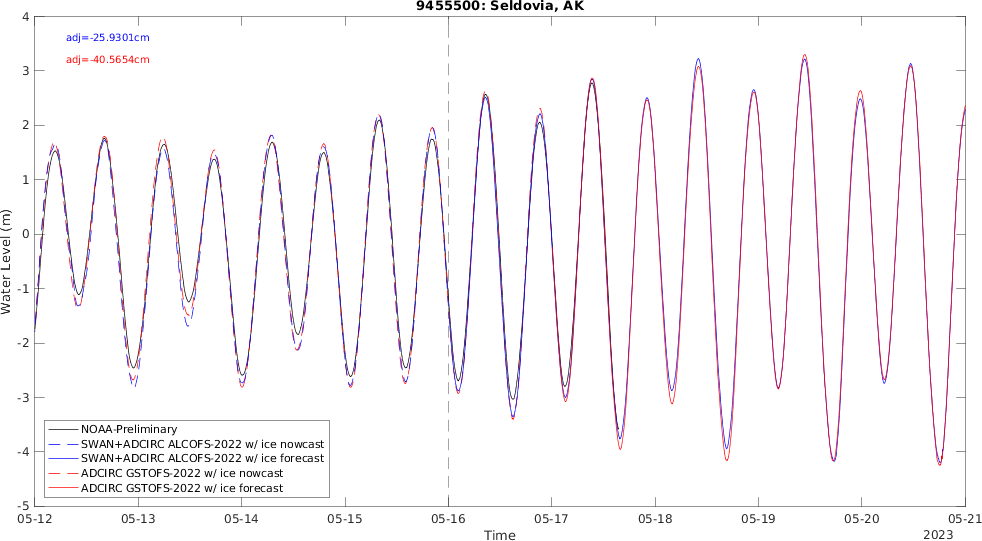 9455500: Seldovia, AK
adj=-25.9301cm
adj=-40.5654cm
Water Level (m)
4
3
2
1
0
-1
-2
-3
-4
-5
NOAA-Preliminary
SWAN+ADCIRC ALCOFS-2022 w/ ice nowcast
SWAN+ADCIRC ALCOFS-2022 w/ ice forecast
ADCIRC GSTOFS-2022 w/ ice nowcast
ADCIRC GSTOFS-2022 w/ ice forecast
05-12 05-13 05-14 05-15 05-16 05-17 05-18 05-19 05-20 05-21
Time
2023